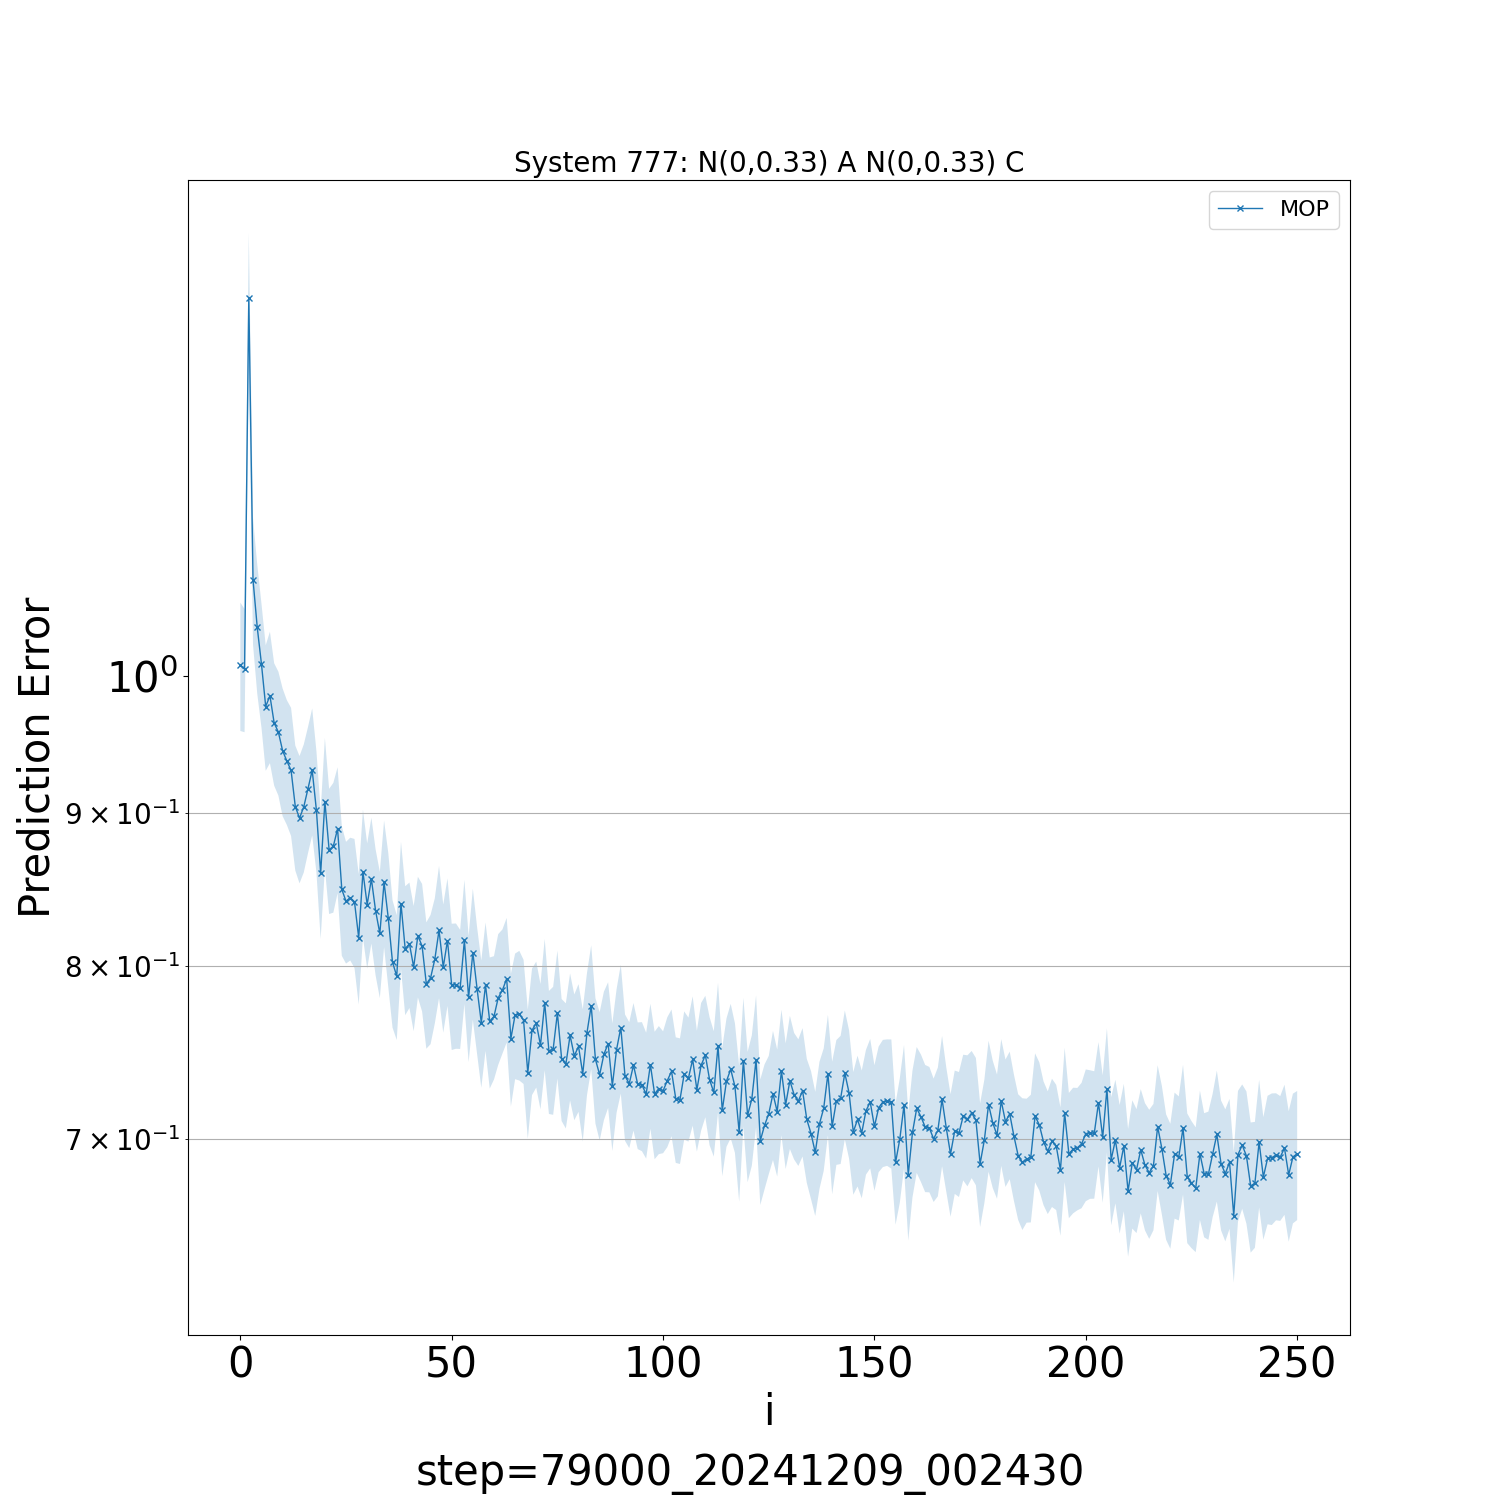 System 777: N(0,0.33) A N(0,0.33) C
MOP
Prediction Error
10⁰
9 × 10⁻¹
8 × 10⁻¹
7 × 10⁻¹
0 50 100 150 200 250
i
step=79000_20241209_002430